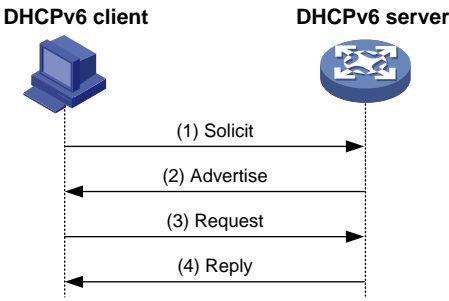 DHCPv6 client
DHCPv6 server
(1) Solicit
(2) Advertise
(3) Request
(4) Reply